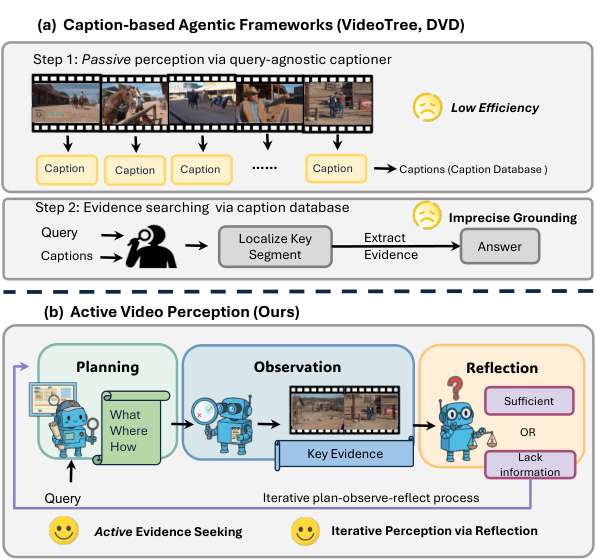 (a) Caption-based Agentic Frameworks (VideoTree, DVD)
Step 1: Passive perception via query-agnostic captioner
Low Efficiency
Caption
Caption
Caption
......
Caption
Captions (Caption Database )
Step 2: Evidence searching via caption database
Imprecise Grounding
Query
Captions
Localize Key
Segment
Extract
Evidence
Answer
(b) Active Video Perception (Ours)
Planning
Observation
Reflection
What
Where
How
Key Evidence
?
Sufficient
OR
Lack
information
Query
Iterative plan-observe-reflect process
Active Evidence Seeking
Iterative Perception via Reflection